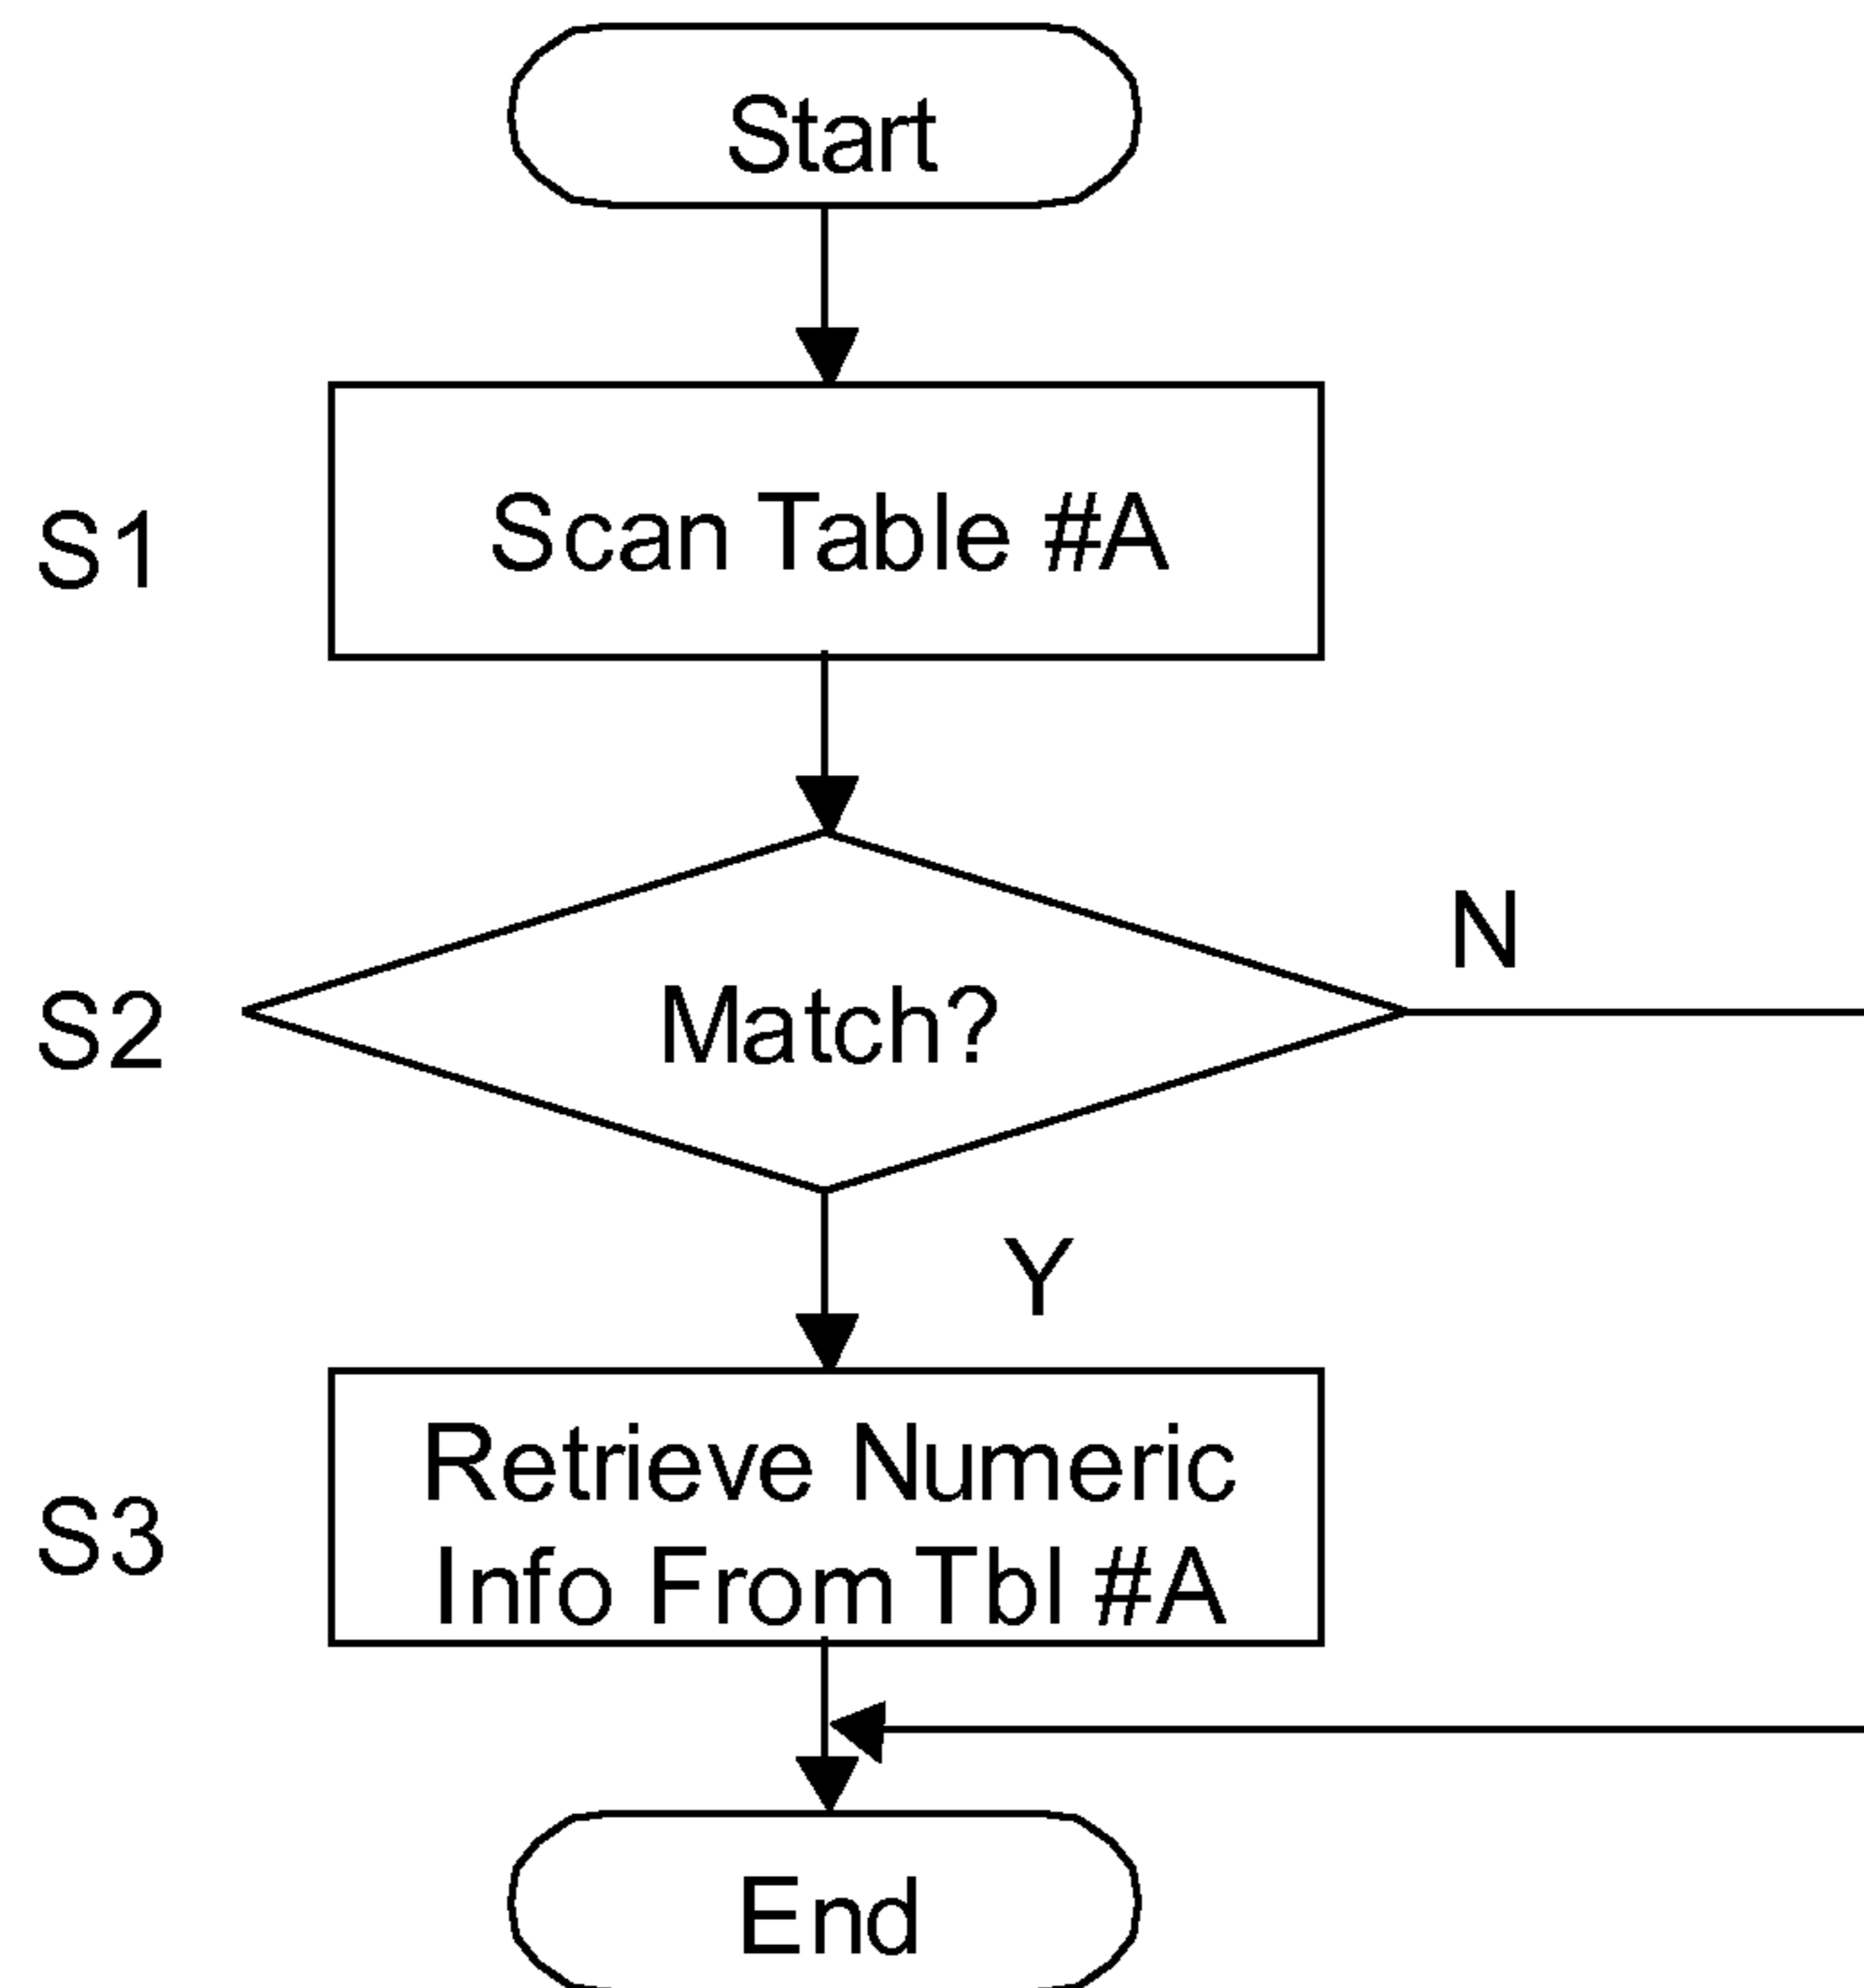 Start
S1
Scan Table #A
S2
Match?
N
Y
S3
Retrieve Numeric
Info From Tbl #A
End